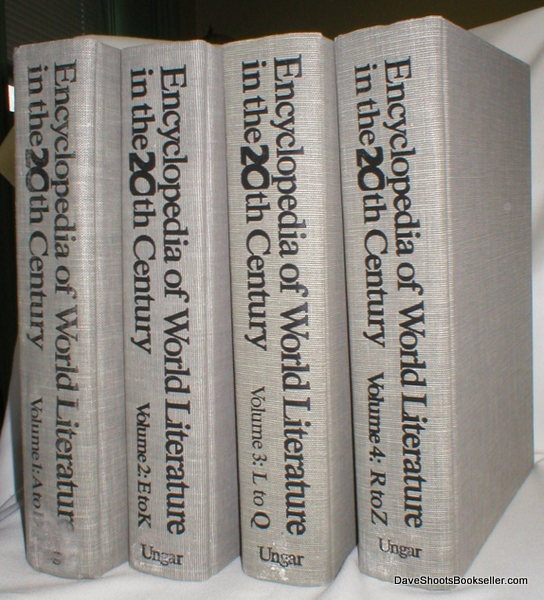 Encyclopedia of World Literature
in the 20th Century
Volume 1: A to
Encyclopedia of World Literature
in the 20th Century
Volume 2: E to K
Ungar
Encyclopedia of World Literature
in the 20th Century
Volume 3: L to Q
Ungar
Encyclopedia of World Literature
in the 20th Century
Volume 4: R to Z
Ungar
DaveShootsBookseller.com